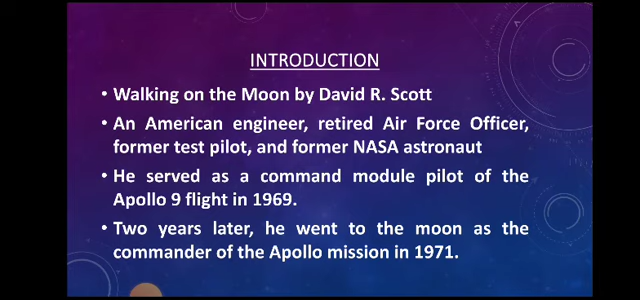 INTRODUCTION
• Walking on the Moon by David R. Scott
• An American engineer, retired Air Force Officer,
former test pilot, and former NASA astronaut
• He served as a command module pilot of the
Apollo 9 flight in 1969.
• Two years later, he went to the moon as the
commander of the Apollo mission in 1971.